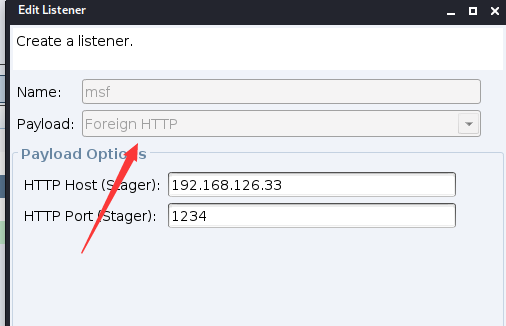 Edit Listener
Create a listener.
Name: msf
Payload: Foreign HTTP
Payload Options
HTTP Host (Stager): 192.168.126.33
HTTP Port (Stager): 1234